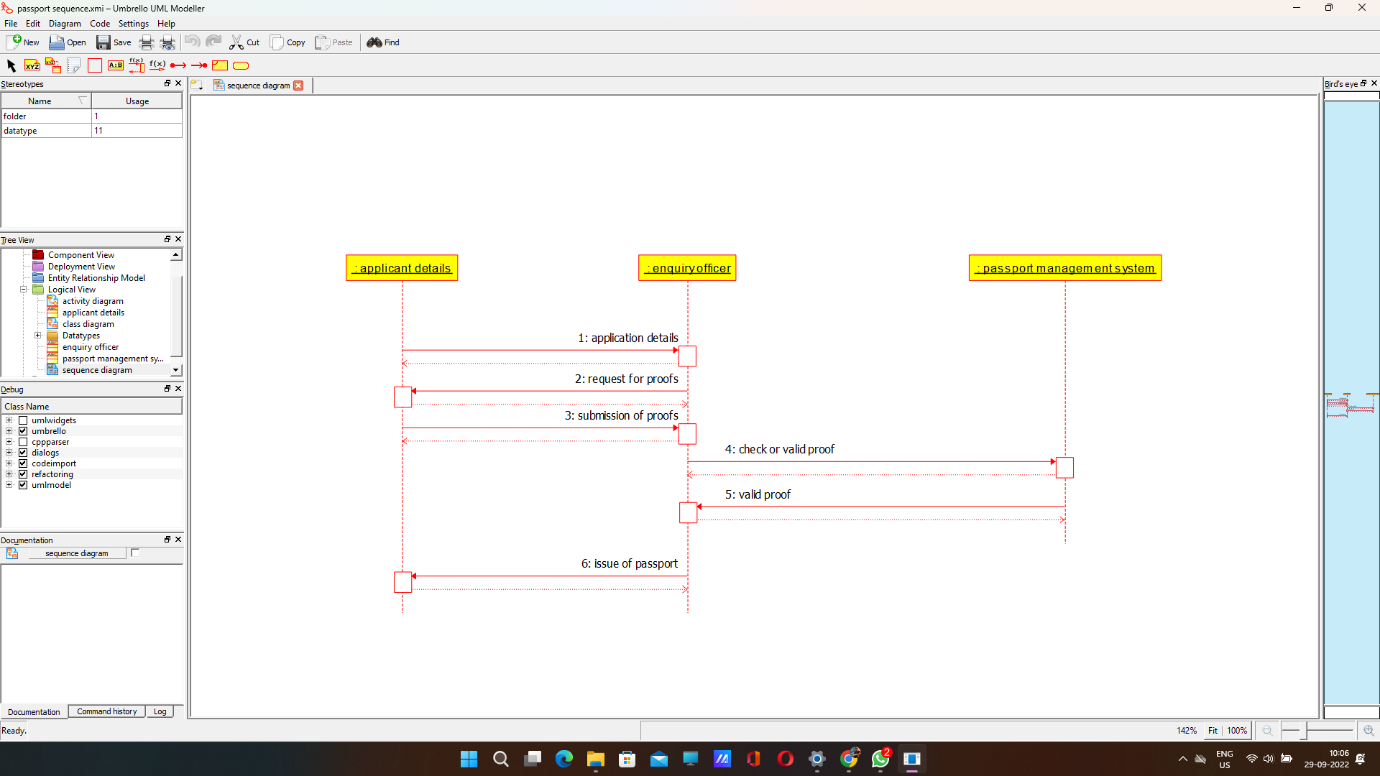 passport sequence.xmi – Umbrello UML Modeller
File Edit Diagram Code Settings Help
New Open Save Cut Copy Paste Find
XYZ A:B f(x) f(x)
Stereotypes
Name Usage
folder 1
datatype 11
Tree View
Component View
Deployment View
Entity Relationship Model
Logical View
activity diagram
applicant details
class diagram
Datatypes
enquiry officer
passport management sy...
sequence diagram
Debug
Class Name
umlwidgets
umbrello
cppparser
dialogs
codeimport
refactoring
umlmodel
Documentation
sequence diagram
Documentation Command history Log
Ready.
sequence diagram
: applicant details
: enquiry officer
: passport management system
1: application details
2: request for proofs
3: submission of proofs
4: check or valid proof
5: valid proof
6: issue of passport
Bird's eye
142% Fit 100%
2
ENG
US
10:06
29-09-2022